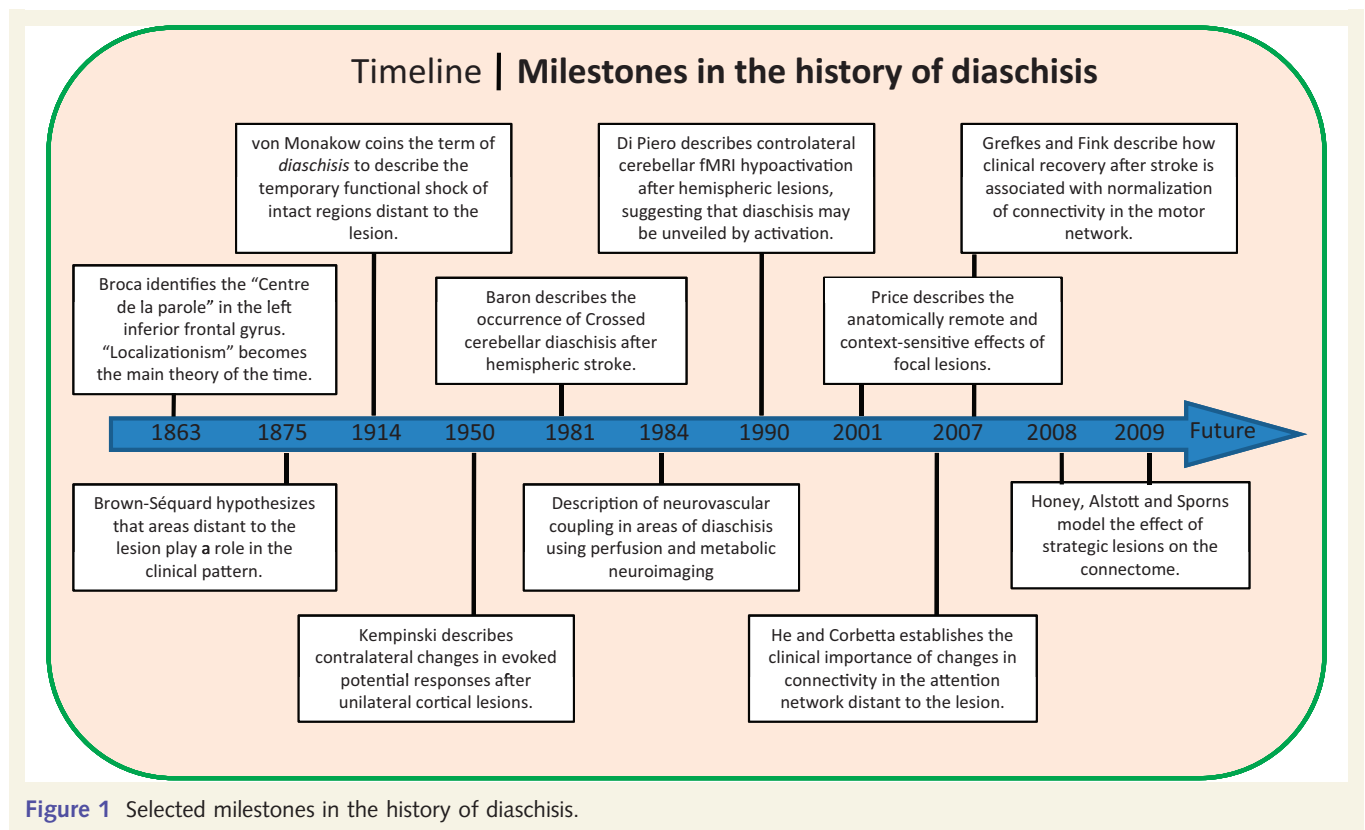 Timeline | Milestones in the history of diaschisis
von Monakow coins the term of
diaschisis to describe the
temporary functional shock of
intact regions distant to the
lesion.
Di Piero describes controlateral
cerebellar fMRI hypoactivation
after hemispheric lesions,
suggesting that diaschisis may
be unveiled by activation.
Grefkes and Fink describe how
clinical recovery after stroke is
associated with normalization
of connectivity in the motor
network.
Broca identifies the “Centre
de la parole” in the left
inferior frontal gyrus.
“Localizationism” becomes
the main theory of the time.
Baron describes the
occurrence of Crossed
cerebellar diaschisis after
hemispheric stroke.
Price describes the
anatomically remote and
context-sensitive effects of
focal lesions.
1863 1875 1914 1950 1981 1984 1990 2001 2007 2008 2009 Future
Brown-Séquard hypothesizes
that areas distant to the
lesion play a role in the
clinical pattern.
Description of neurovascular
coupling in areas of diaschisis
using perfusion and metabolic
neuroimaging
Honey, Alstott and Sporns
model the effect of
strategic lesions on the
connectome.
Kempinski describes
contralateral changes in evoked
potential responses after
unilateral cortical lesions.
He and Corbetta establishes the
clinical importance of changes in
connectivity in the attention
network distant to the lesion.
Figure 1 Selected milestones in the history of diaschisis.